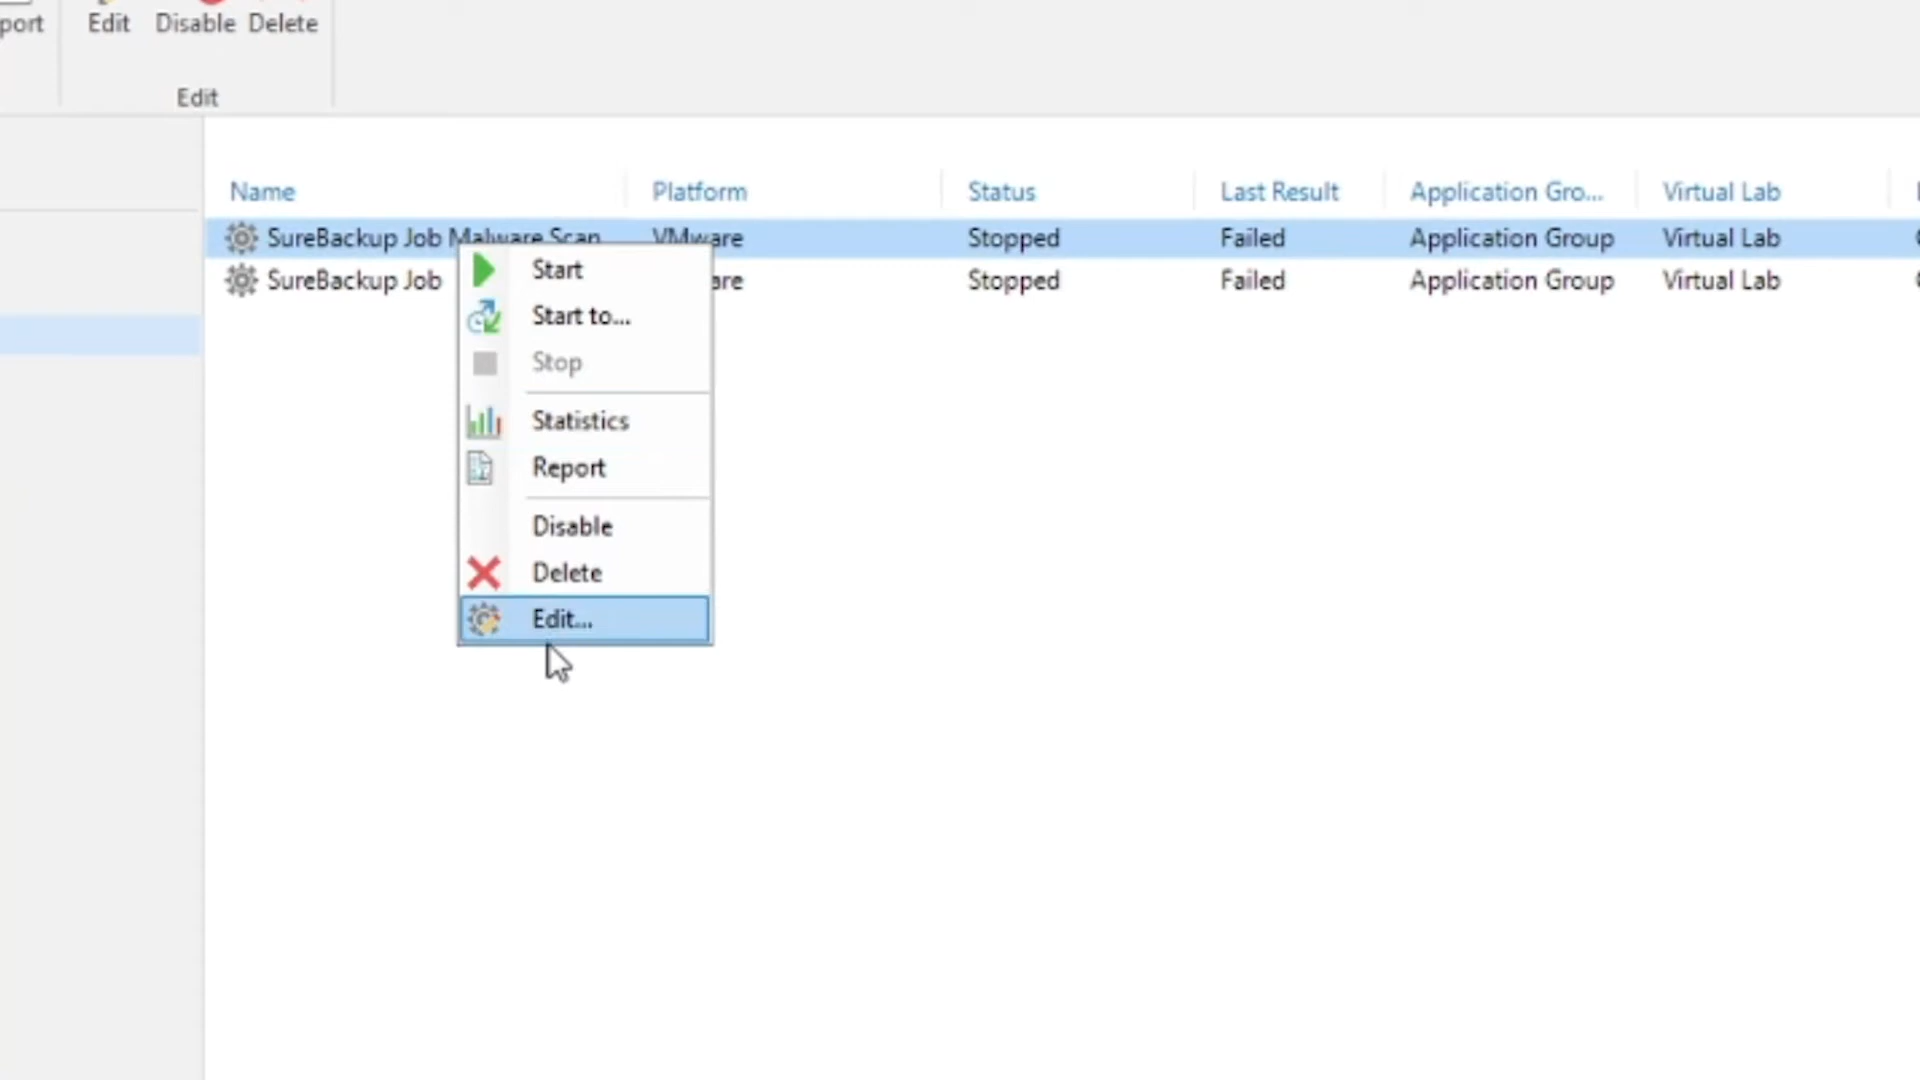 port Edit Disable Delete
Edit
Name Platform Status Last Result Application Gro... Virtual Lab
SureBackup Job Malware Scan VMware Stopped Failed Application Group Virtual Lab
SureBackup Job are Stopped Failed Application Group Virtual Lab
Start
Start to...
Stop
Statistics
Report
Disable
Delete
Edit...